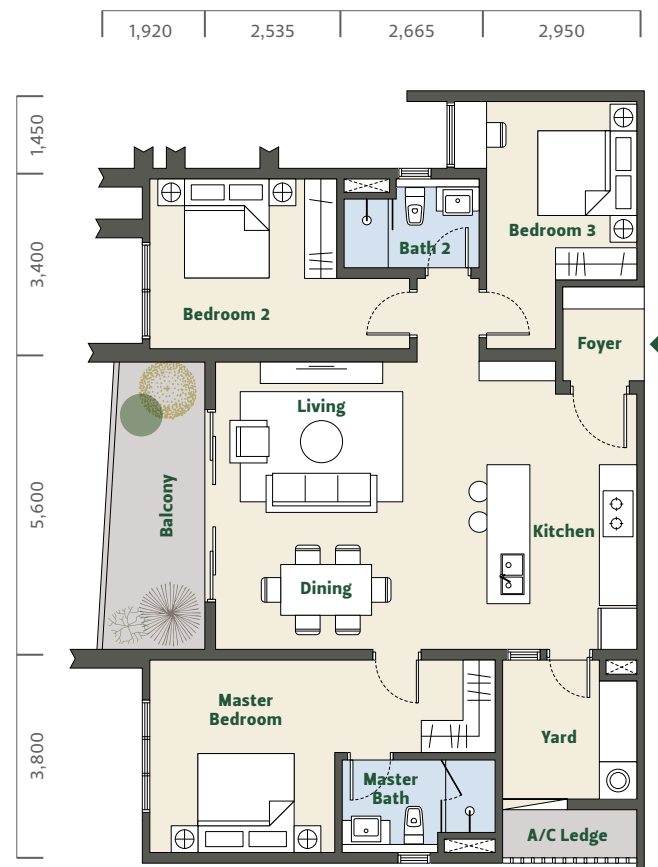 1,920
2,535
2,665
2,950
1,450
3,400
5,600
3,800
Bedroom 3
Bath 2
Bedroom 2
Foyer
Living
Balcony
Kitchen
Dining
Master
Bedroom
Yard
Master
Bath
A/C Ledge